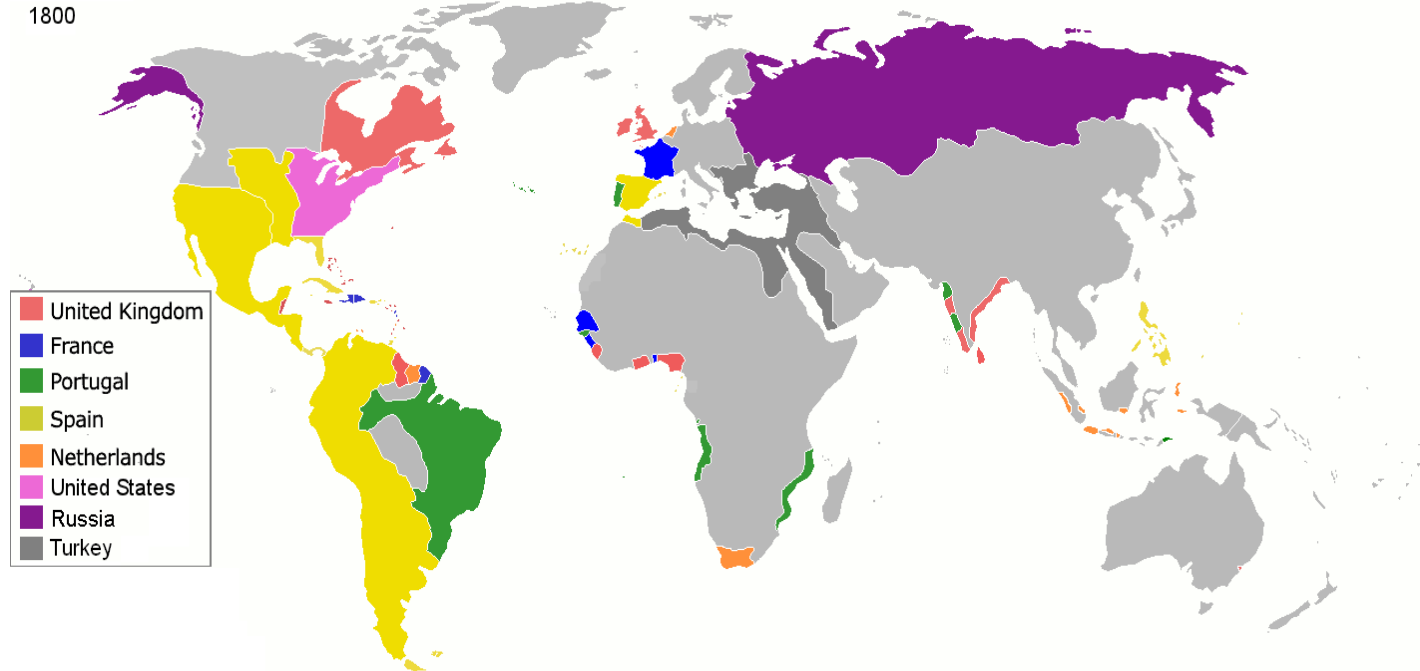 1800
United Kingdom
France
Portugal
Spain
Netherlands
United States
Russia
Turkey